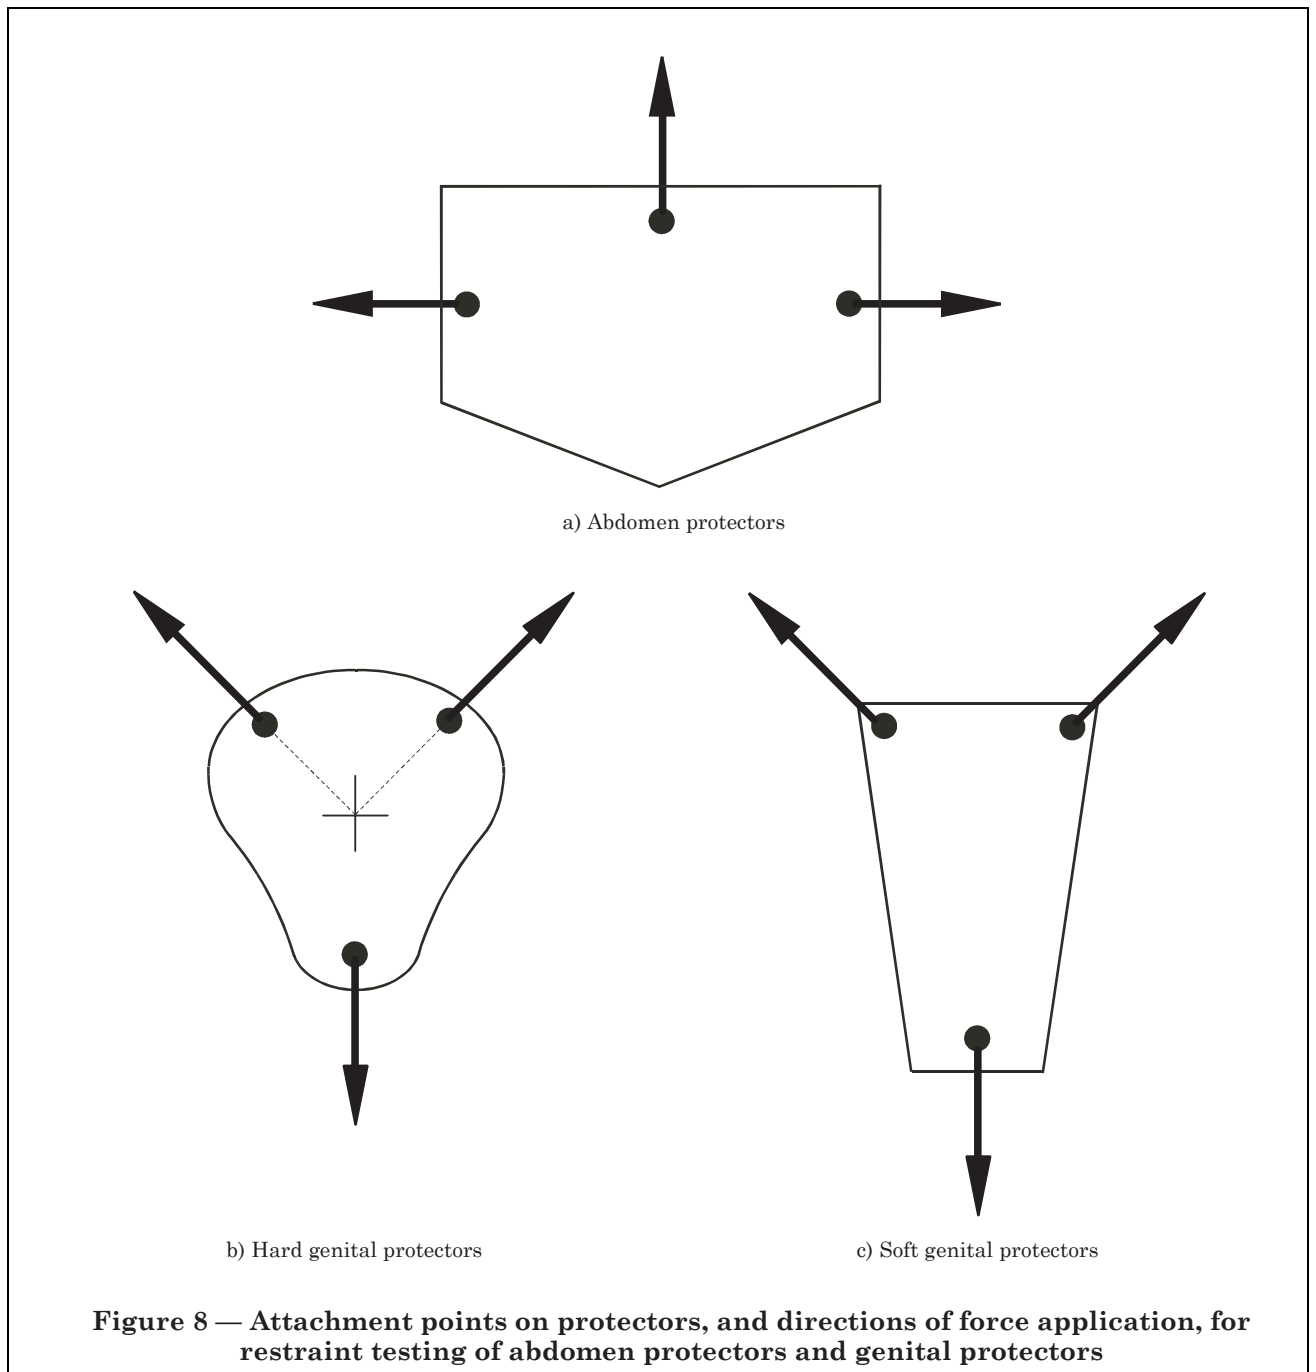 a) Abdomen protectors
b) Hard genital protectors
c) Soft genital protectors
Figure 8 — Attachment points on protectors, and directions of force application, for
restraint testing of abdomen protectors and genital protectors